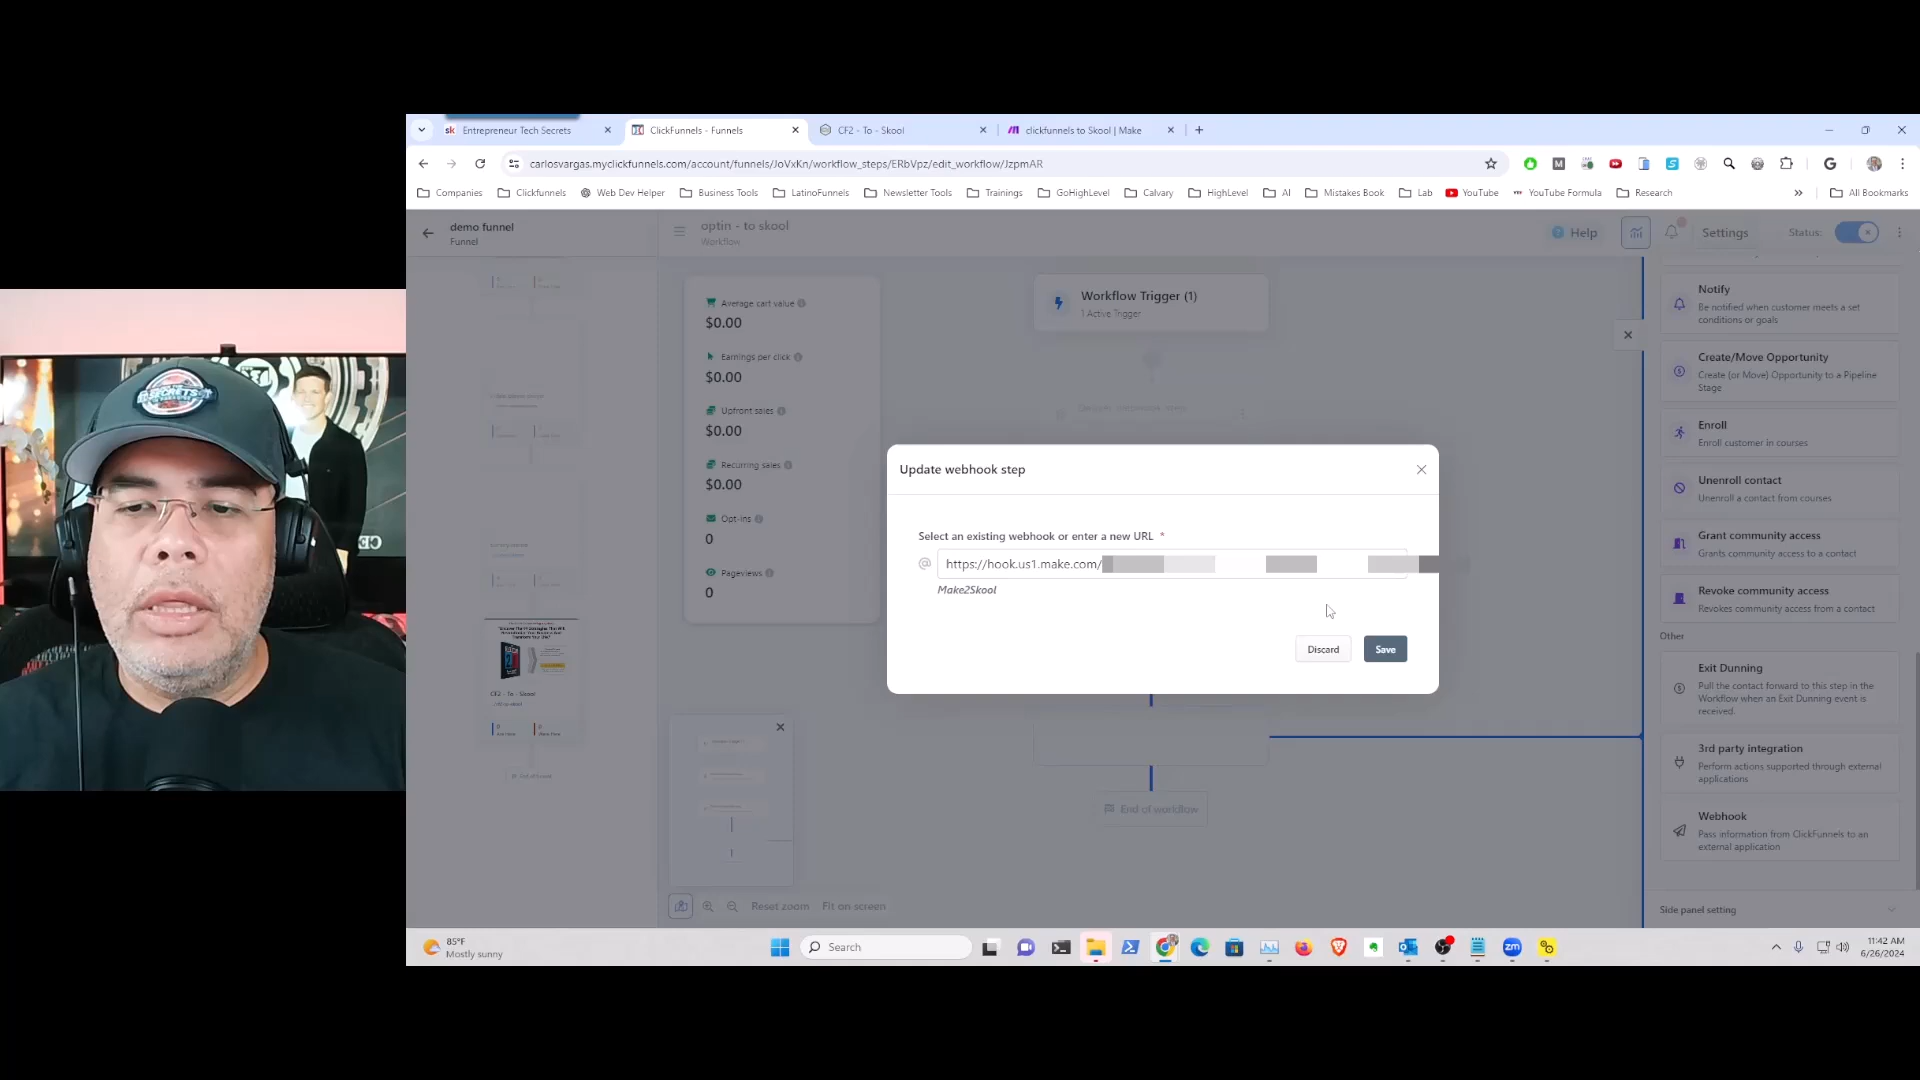 Entrepreneur Tech Secrets
ClickFunnels - Funnels
CF2 - To - Skool
clickfunnels to Skool | Make
carlosvargas.myclickfunnels.com/account/funnels/JoVxKn/workflow_steps/ERbVpz/edit_workflow/JzpmAR
Companies
Clickfunnels
Web Dev Helper
Business Tools
LatinoFunnels
Newsletter Tools
Trainings
GoHighLevel
Calvary
HighLevel
AI
Mistakes Book
Lab
YouTube
YouTube Formula
Research
All Bookmarks
demo funnel
Funnel
optin - to skool
Workflow
Help
Settings
Status:
Average cart value
$0.00
Earnings per click
$0.00
Upfront sales
$0.00
Recurring sales
$0.00
Opt-Ins
0
Pageviews
0
Workflow Trigger (1)
1 Active Trigger
Update webhook step
Select an existing webhook or enter a new URL *
https://hook.us1.make.com/
Make2Skool
Discard
Save
End of workflow
Notify
Be notified when customer meets a set
conditions or goals
Create/Move Opportunity
Create (or Move) Opportunity to a Pipeline
Stage
Enroll
Enroll customer in courses
Unenroll contact
Unenroll a contact from courses
Grant community access
Grants community access to a contact
Revoke community access
Revokes community access from a contact
Other
Exit Dunning
Pull the contact forward to this step in the
Workflow when an Exit Dunning event is
received.
3rd party integration
Perform actions supported through external
applications
Webhook
Pass information from ClickFunnels to an
external application
Side panel setting
CF2 - To - Skool
End of funnel
Reset zoom
Fit on screen
85°F
Mostly sunny
Search
zm
11:42 AM
6/26/2024